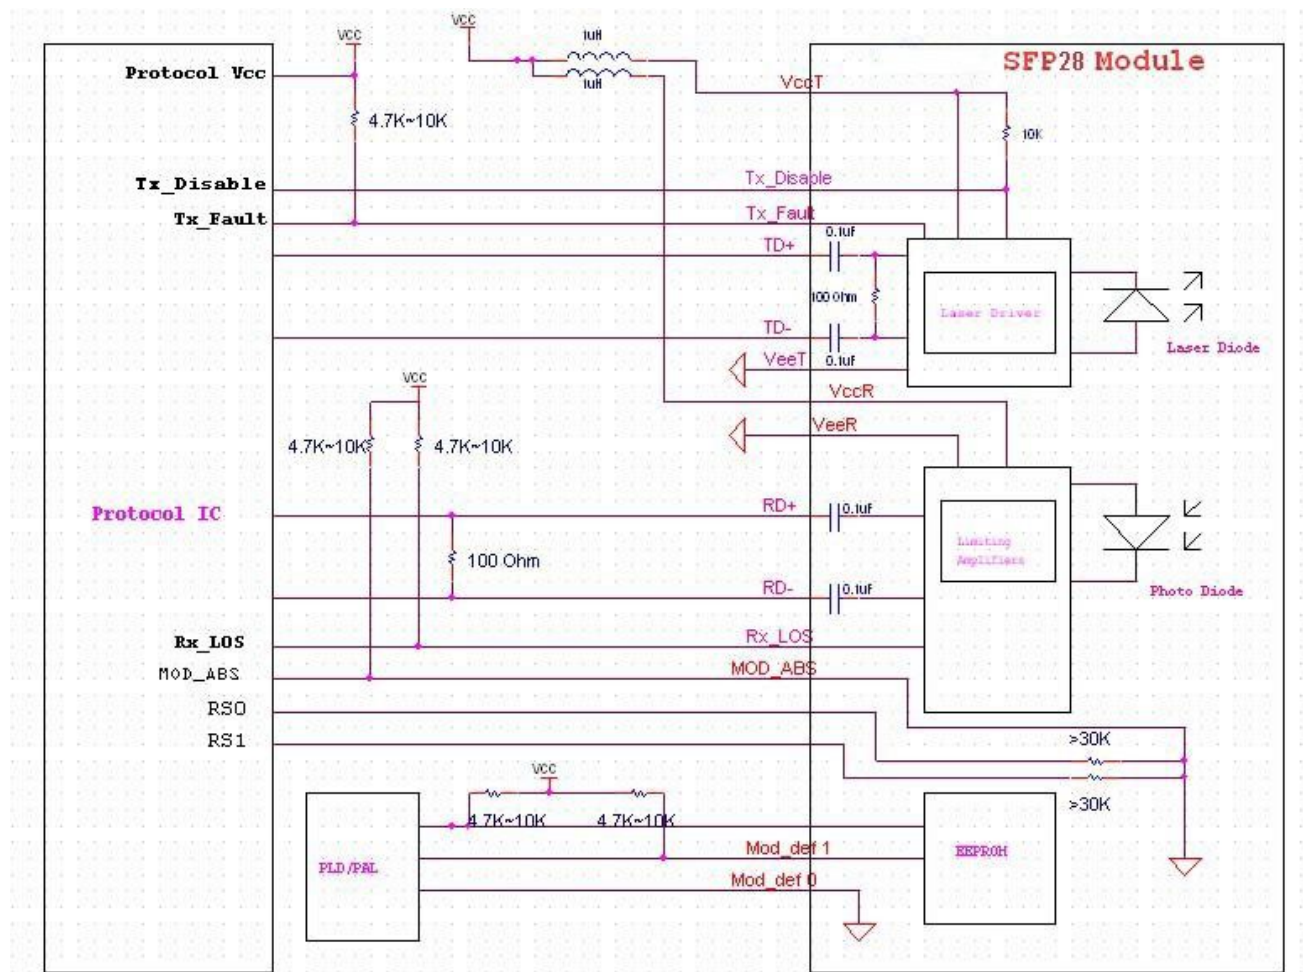 VCC
1uH
VCC
1uH
SFP28 Module
Protocol Vcc
VccT
4.7K~10K
10K
Tx_Disable
Tx_Disable
Tx_Fault
Tx_Fault
0.1uf
TD+
100 Ohm
Laser Driver
TD-
Laser Diode
VeeT
0.1uf
VCC
VccR
VeeR
4.7K~10K
4.7K~10K
Protocol IC
RD+
0.1uf
Limiting
Amplifiers
100 Ohm
RD-
0.1uf
Photo Diode
Rx_LOS
Rx_LOS
MOD_ABS
MOD_ABS
RS0
RS1
>30K
VCC
>30K
4.7K~10K
4.7K~10K
Mod_def 1
EEPROM
PLD/PAL
Mod_def 0